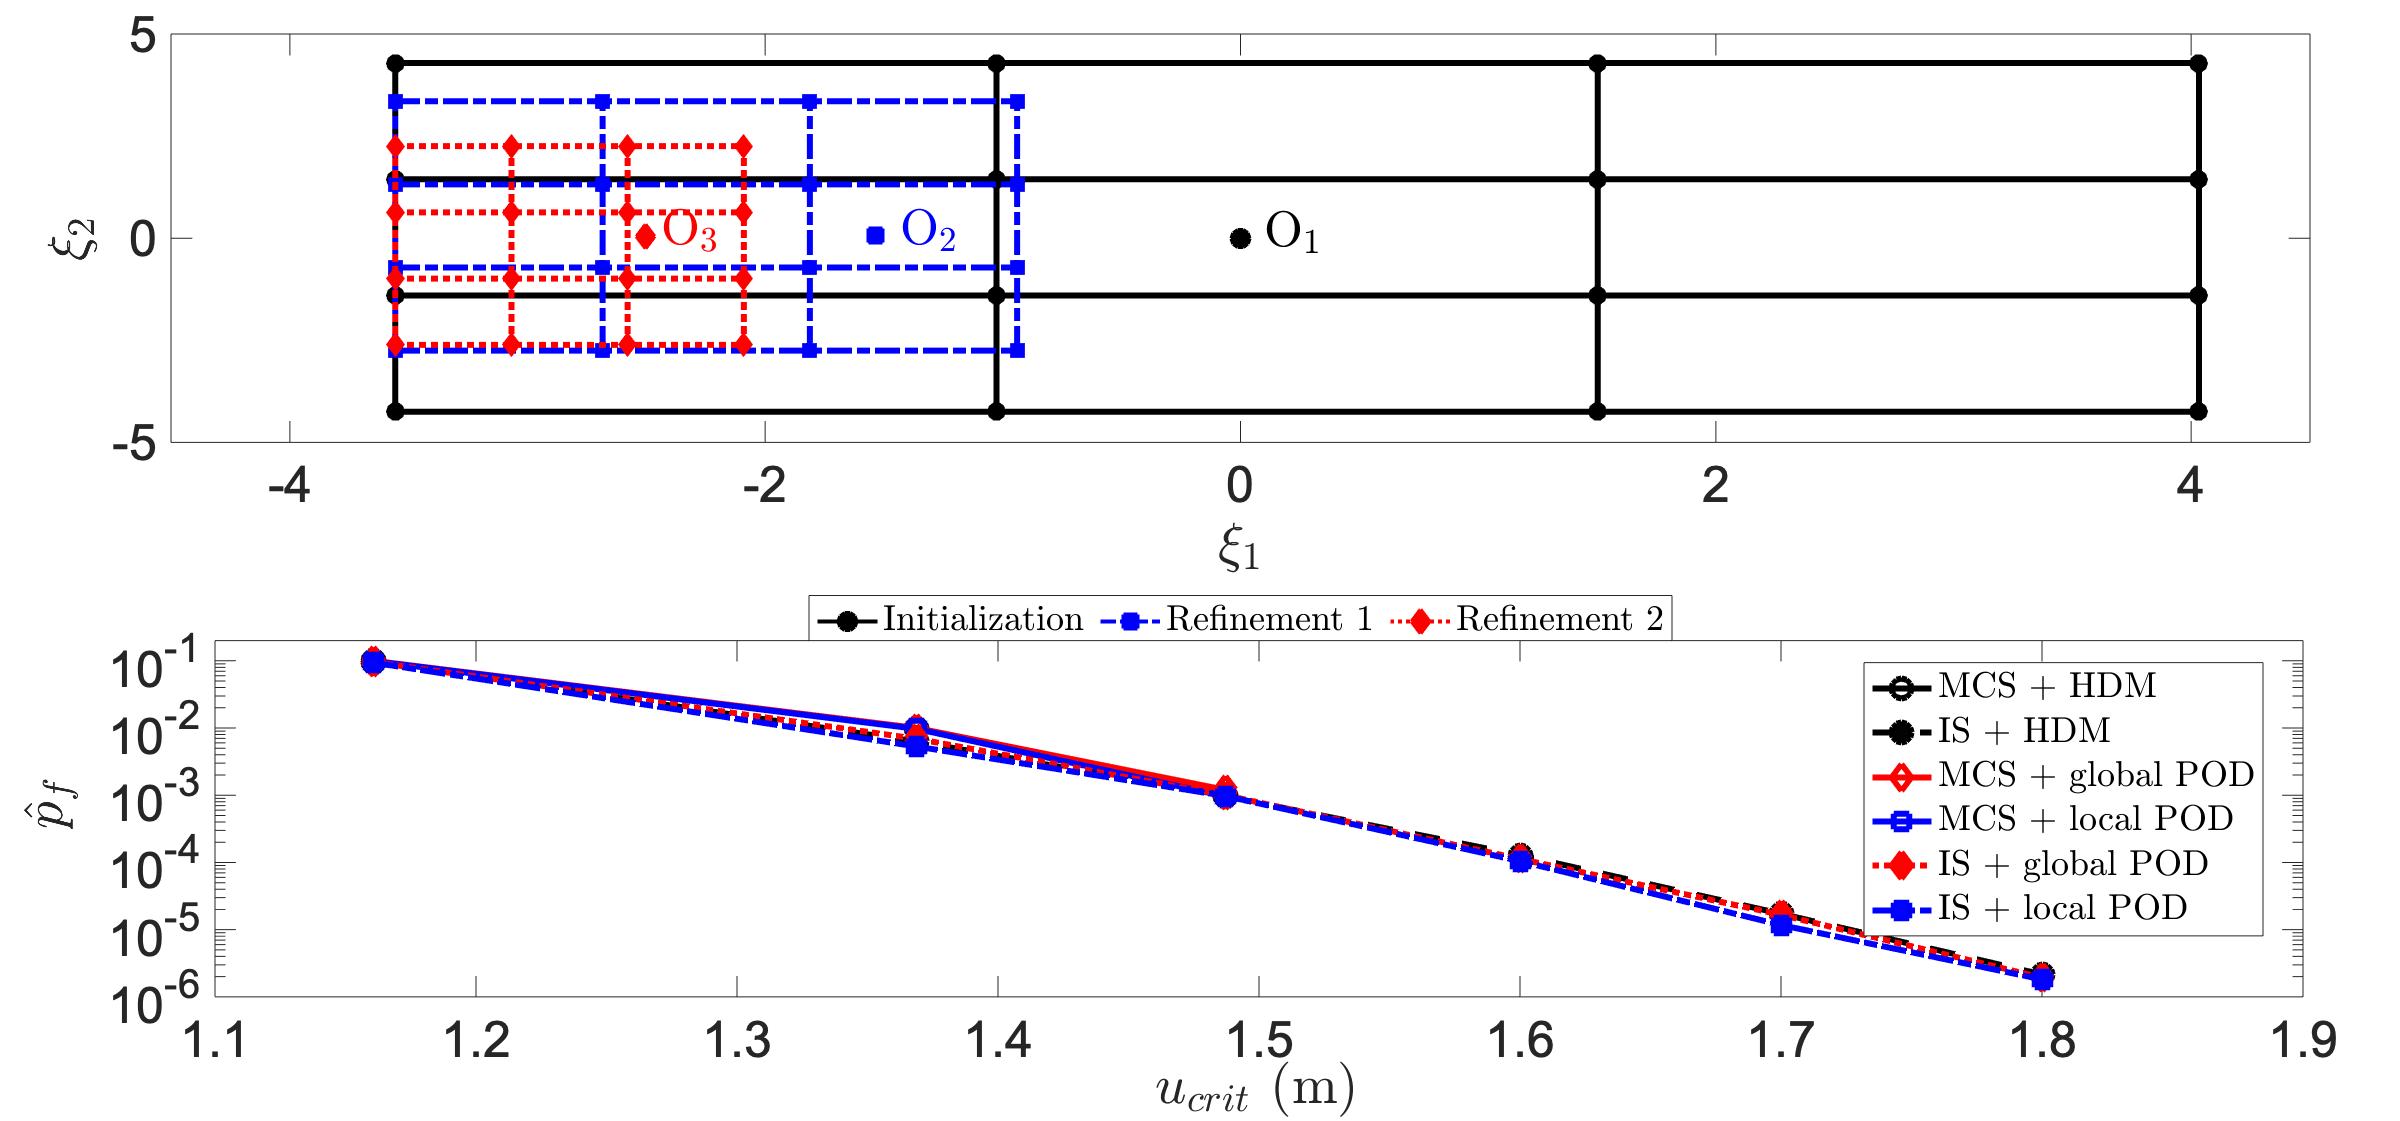 5
0
-5
ξ2
O3
O2
O1
-4 -2 0 2 4
ξ1
Initialization Refinement 1 Refinement 2
10-1
10-2
10-3
10-4
10-5
10-6
p̂f
MCS + HDM
IS + HDM
MCS + global POD
MCS + local POD
IS + global POD
IS + local POD
1.1 1.2 1.3 1.4 1.5 1.6 1.7 1.8 1.9
ucrit (m)